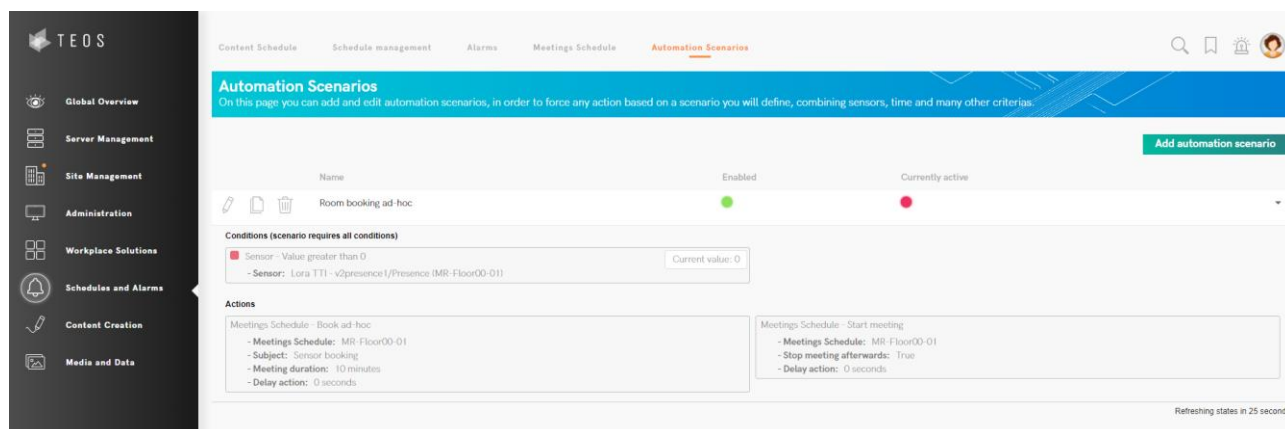 TEOS
Content Schedule
Schedule management
Alarms
Meetings Schedule
Automation Scenarios
Global Overview
Server Management
Site Management
Administration
Workplace Solutions
Schedules and Alarms
Content Creation
Media and Data
Automation Scenarios
On this page you can add and edit automation scenarios, in order to force any action based on a scenario you will define, combining sensors, time and many other criterias.
Add automation scenario
Name Enabled Currently active
Room booking ad-hoc
Conditions (scenario requires all conditions)
Sensor - Value greater than 0
Current value: 0
- Sensor: Lora TTI - v2presence1/Presence (MR-Floor00-01)
Actions
Meetings Schedule - Book ad-hoc
- Meetings Schedule: MR-Floor00-01
- Subject: Sensor booking
- Meeting duration: 10 minutes
- Delay action: 0 seconds
Meetings Schedule - Start meeting
- Meetings Schedule: MR-Floor00-01
- Stop meeting afterwards: True
- Delay action: 0 seconds
Refreshing states in 25 second